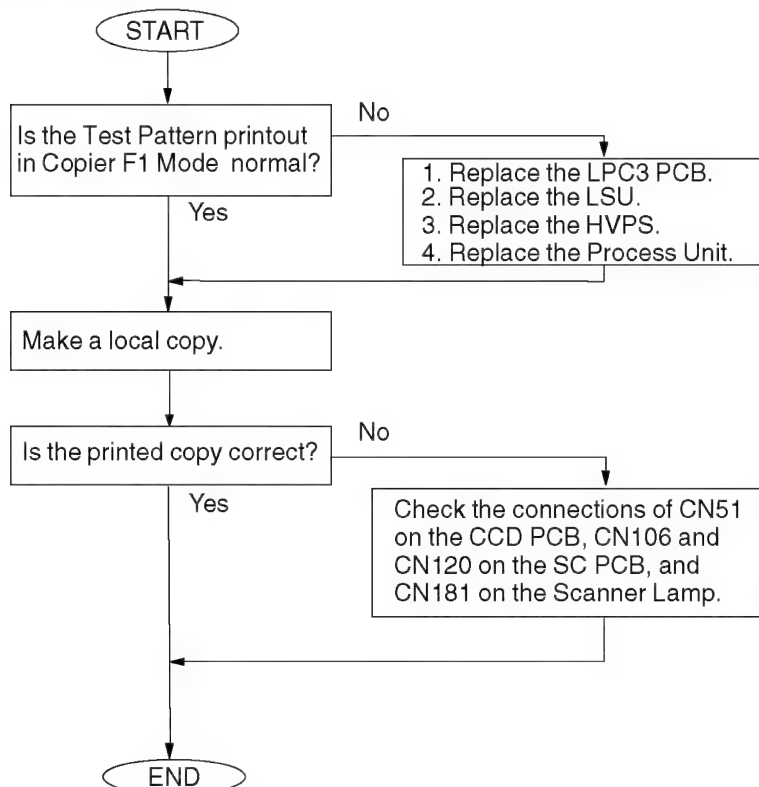 START
Is the Test Pattern printout
in Copier F1 Mode normal?
No
1. Replace the LPC3 PCB.
2. Replace the LSU.
3. Replace the HVPS.
4. Replace the Process Unit.
Yes
Make a local copy.
Is the printed copy correct?
No
Yes
Check the connections of CN51
on the CCD PCB, CN106 and
CN120 on the SC PCB, and
CN181 on the Scanner Lamp.
END